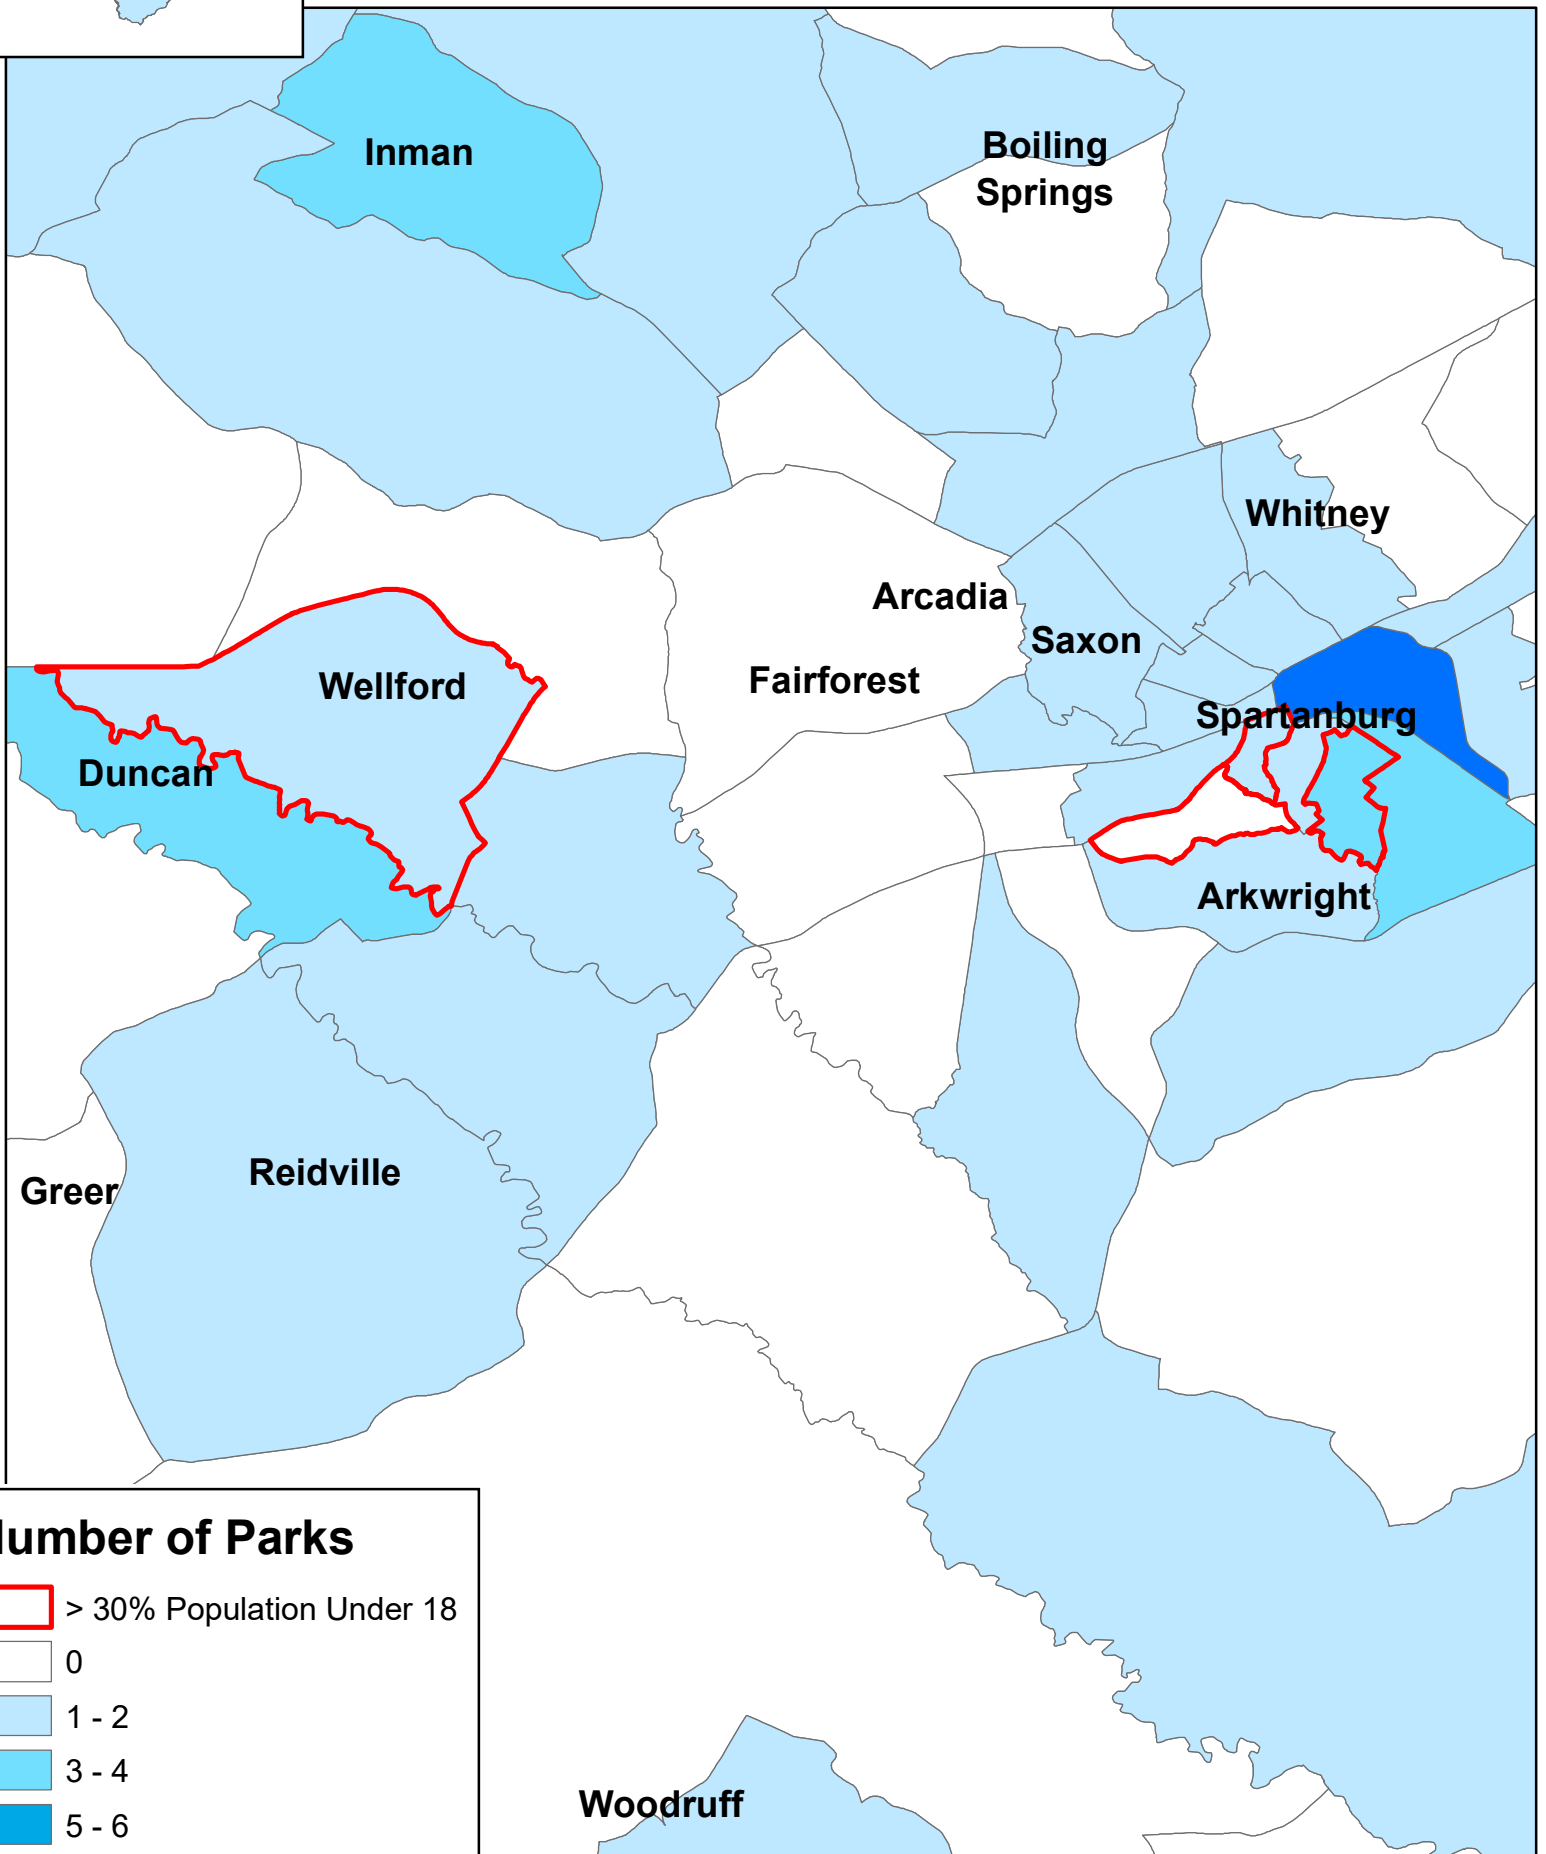 Inman
Boiling
Springs
Whitney
Arcadia
Saxon
Wellford
Fairforest
Spartanburg
Duncan
Arkwright
Reidville
Greer
umber of Parks
> 30% Population Under 18
0
1 - 2
3 - 4
5 - 6
Woodruff